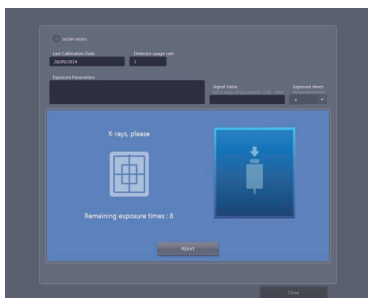 Last Calibration Date
Detector usage rate
28/05/2014
1
Exposure Parameters
Signal Value
Exposure times
4
X-rays, please
Remaining exposure times : 8
Abort
Close